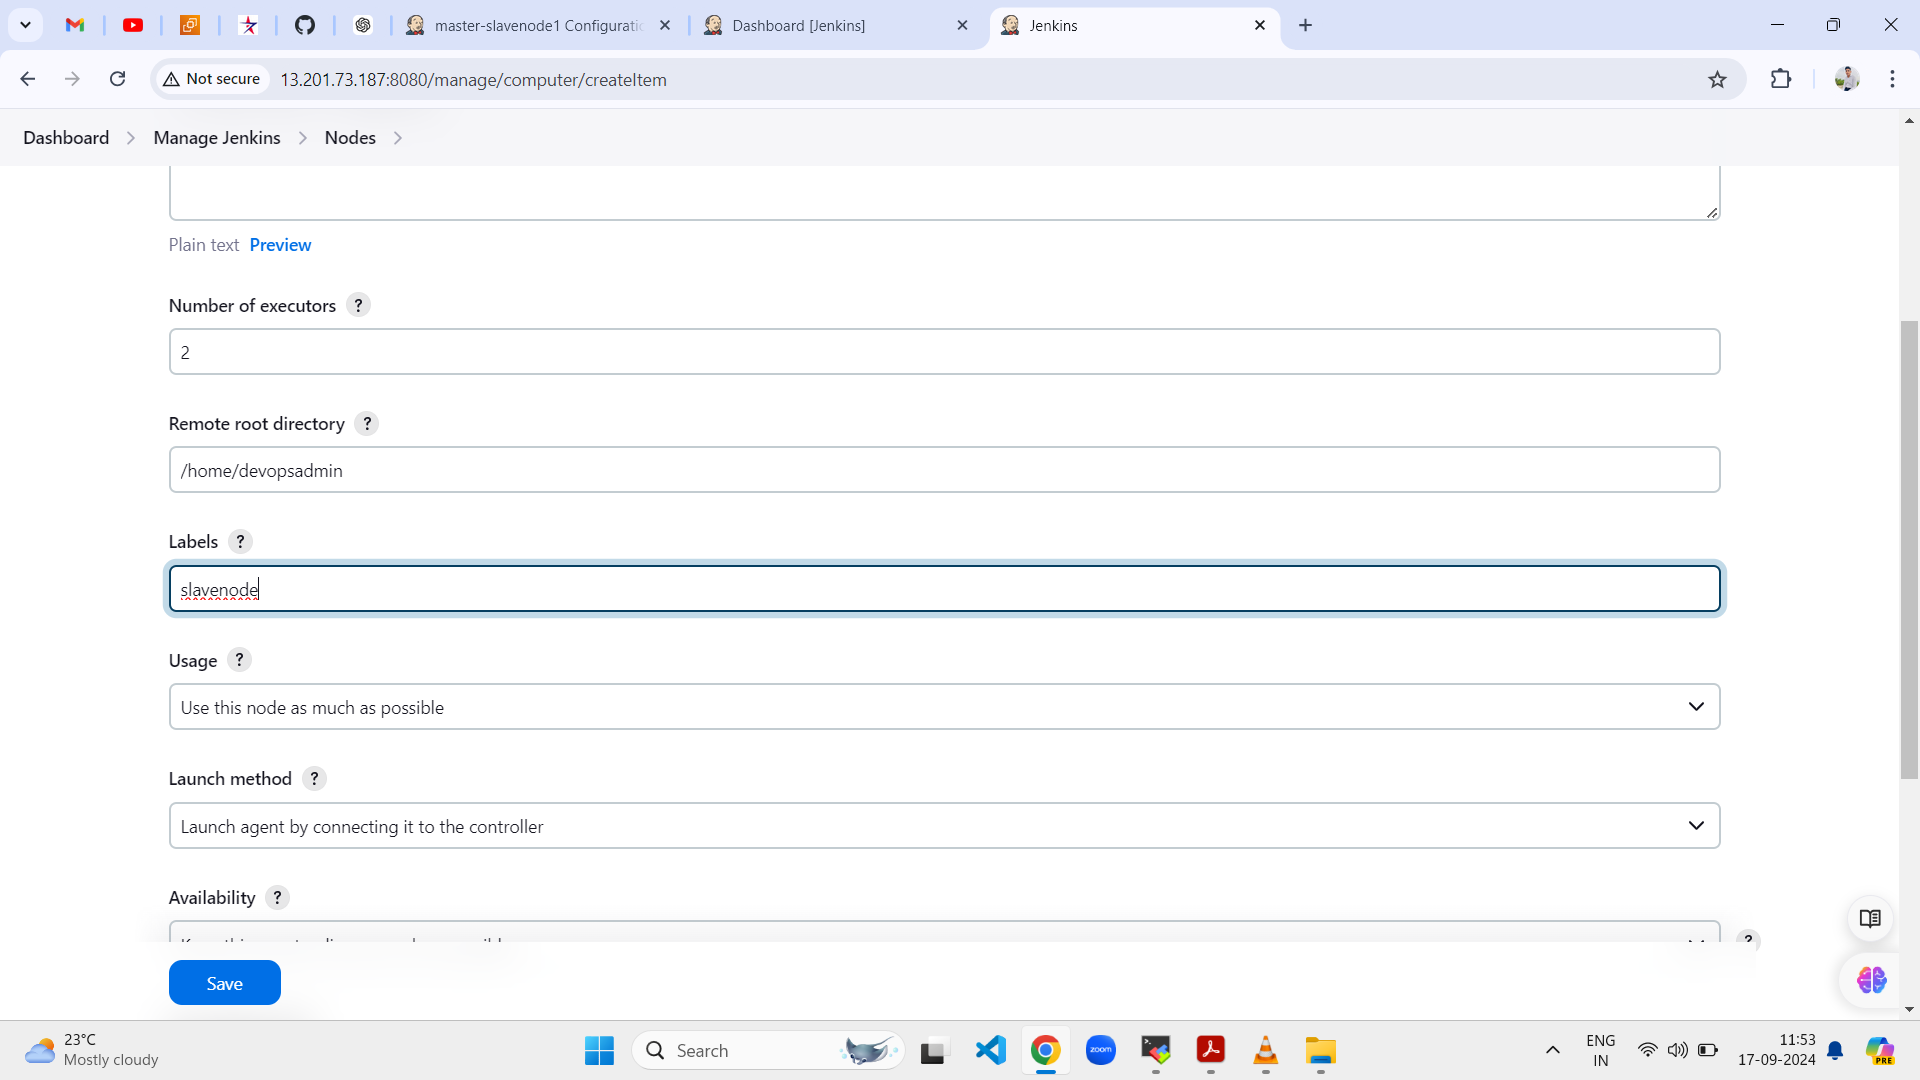 master-slavenode1 Configuratio
Dashboard [Jenkins]
Jenkins
Not secure
13.201.73.187:8080/manage/computer/createItem
Dashboard
Manage Jenkins
Nodes
Plain text Preview
Number of executors ?
2
Remote root directory ?
/home/devopsadmin
Labels ?
slavenode
Usage ?
Use this node as much as possible
Launch method ?
Launch agent by connecting it to the controller
Availability ?
?
Save
23°C
Mostly cloudy
Search
zoom
ENG
IN
11:53
17-09-2024
PRE